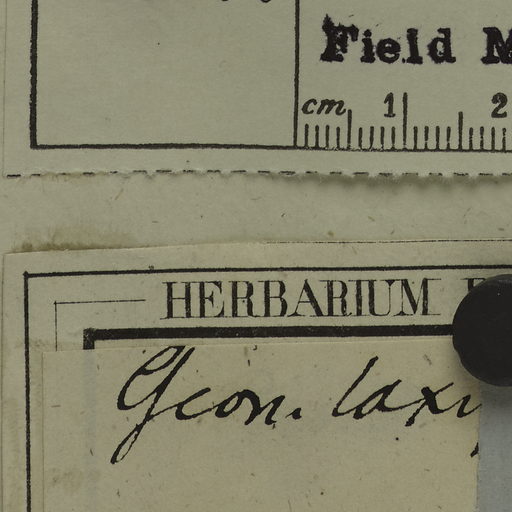 Field M
cm 1 2
HERBARIUM
Geon. laxi